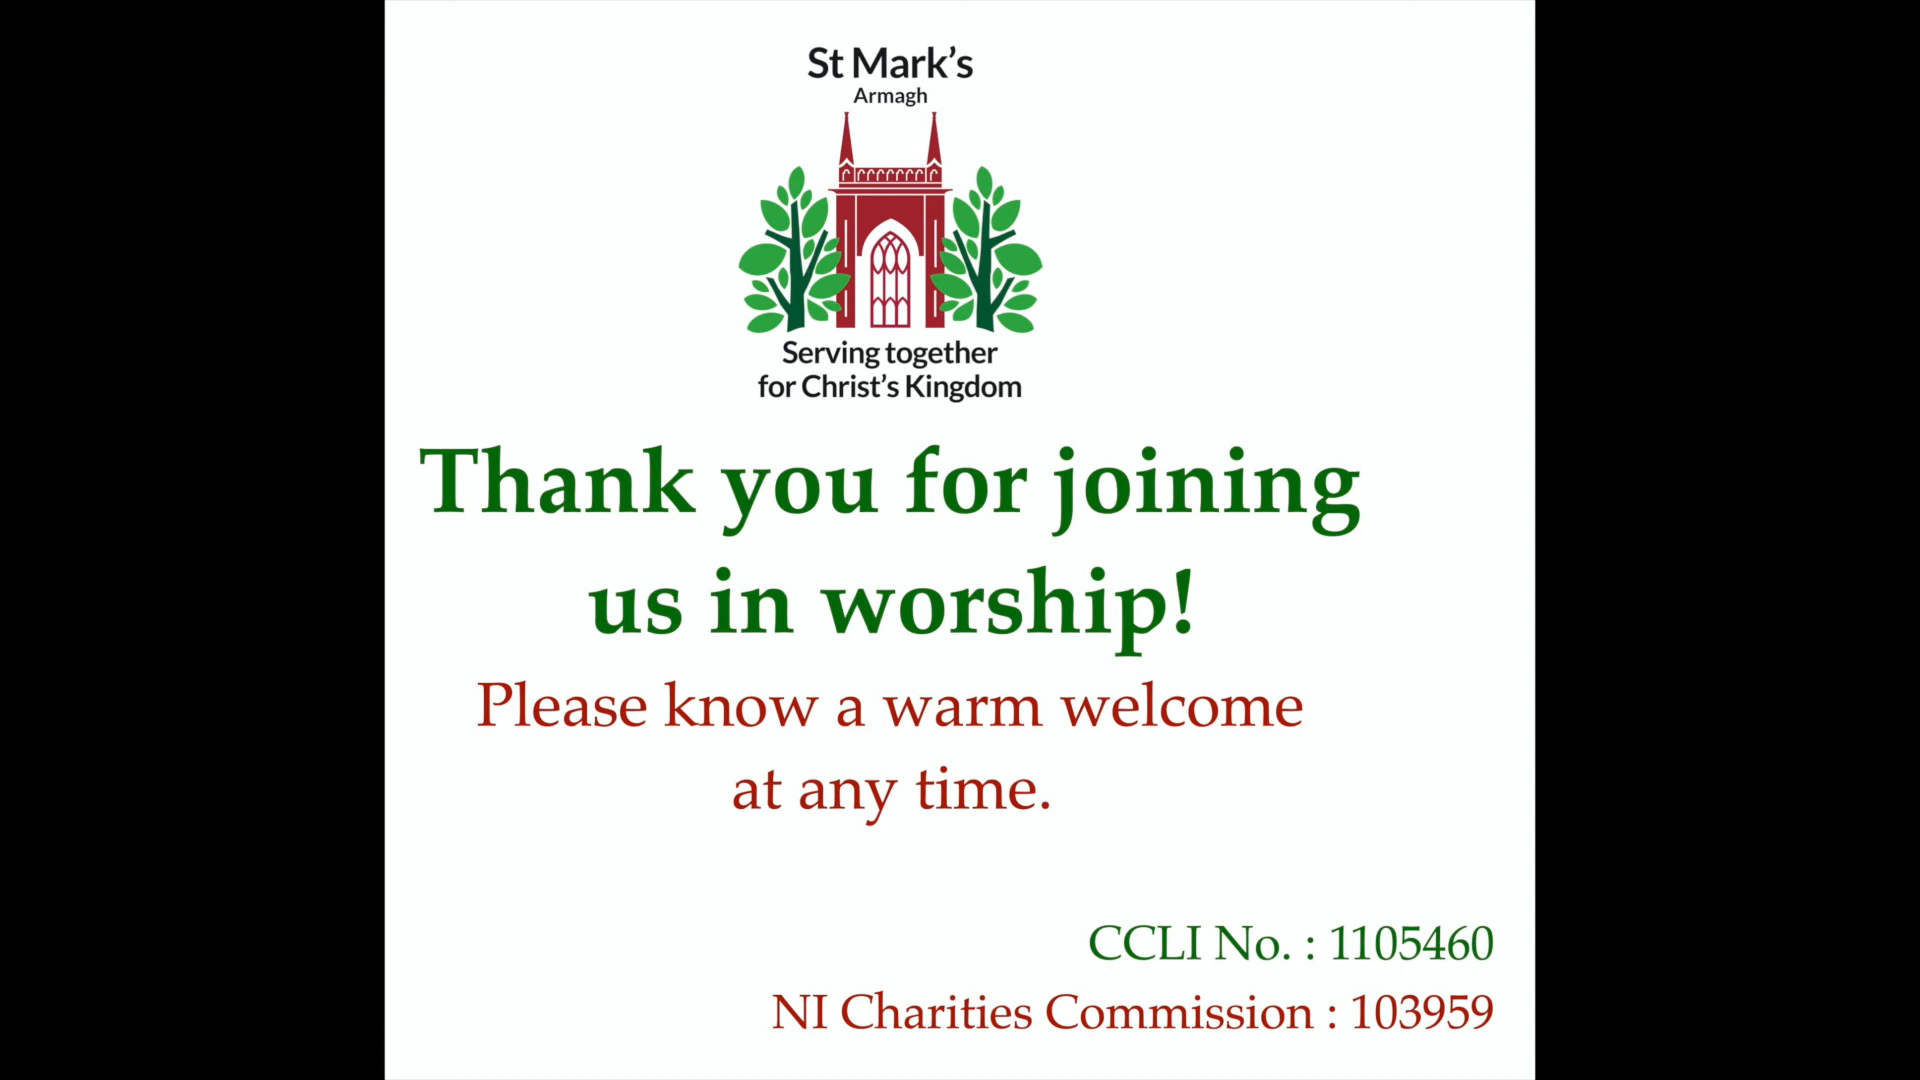 St Mark’s
Armagh
Serving together
for Christ’s Kingdom
Thank you for joining
us in worship!
Please know a warm welcome
at any time.
CCLI No. : 1105460
NI Charities Commission : 103959